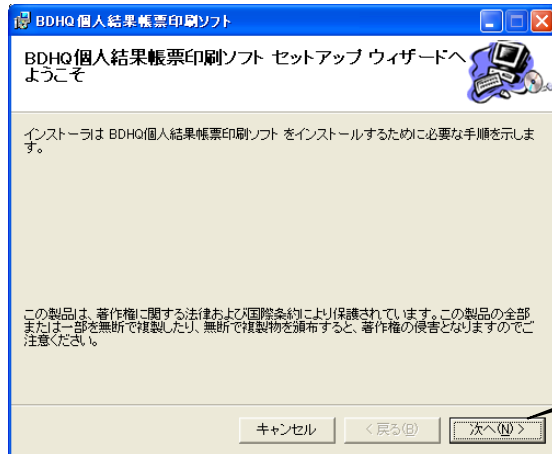 BDHQ個人結果帳票印刷ソフト
BDHQ個人結果帳票印刷ソフト セットアップ ウィザードへ
ようこそ
インストーラは BDHQ個人結果帳票印刷ソフト をインストールするために必要な手順を示しま
す。
この製品は、著作権に関する法律および国際条約により保護されています。この製品の全部
または一部を無断で複製したり、無断で複製物を頒布すると、著作権の侵害となりますのでご
注意ください。
キャンセル
< 戻る(B)
次へ(N) >